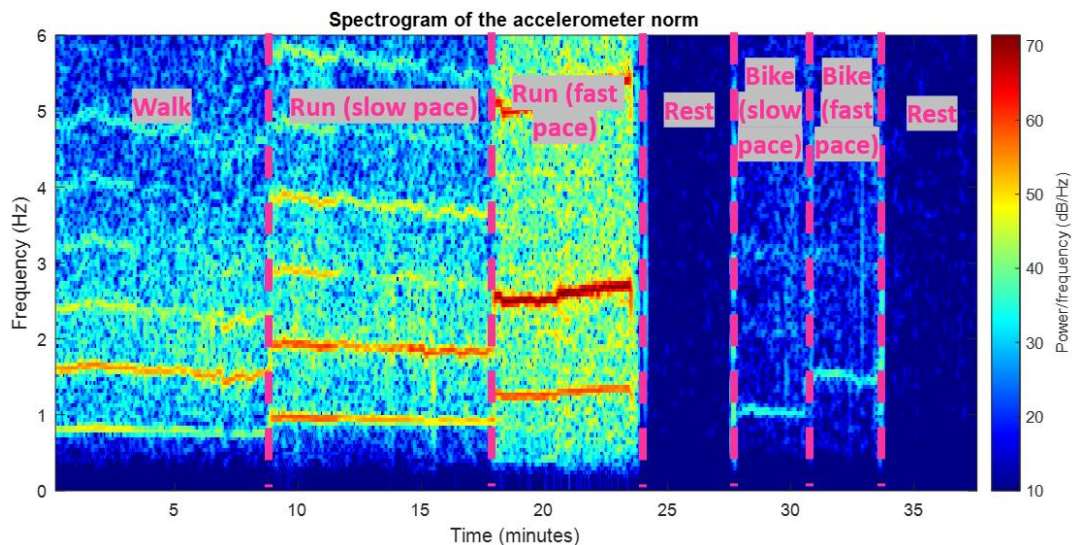 Spectrogram of the accelerometer norm
6
5
4
3
2
1
0
Frequency (Hz)
Walk
Run (slow pace)
Run (fast
pace)
Rest
Bike
(slow
pace)
Bike
(fast
pace)
Rest
5
10
15
20
25
30
35
Time (minutes)
70
60
50
40
30
20
10
Power/frequency (dB/Hz)